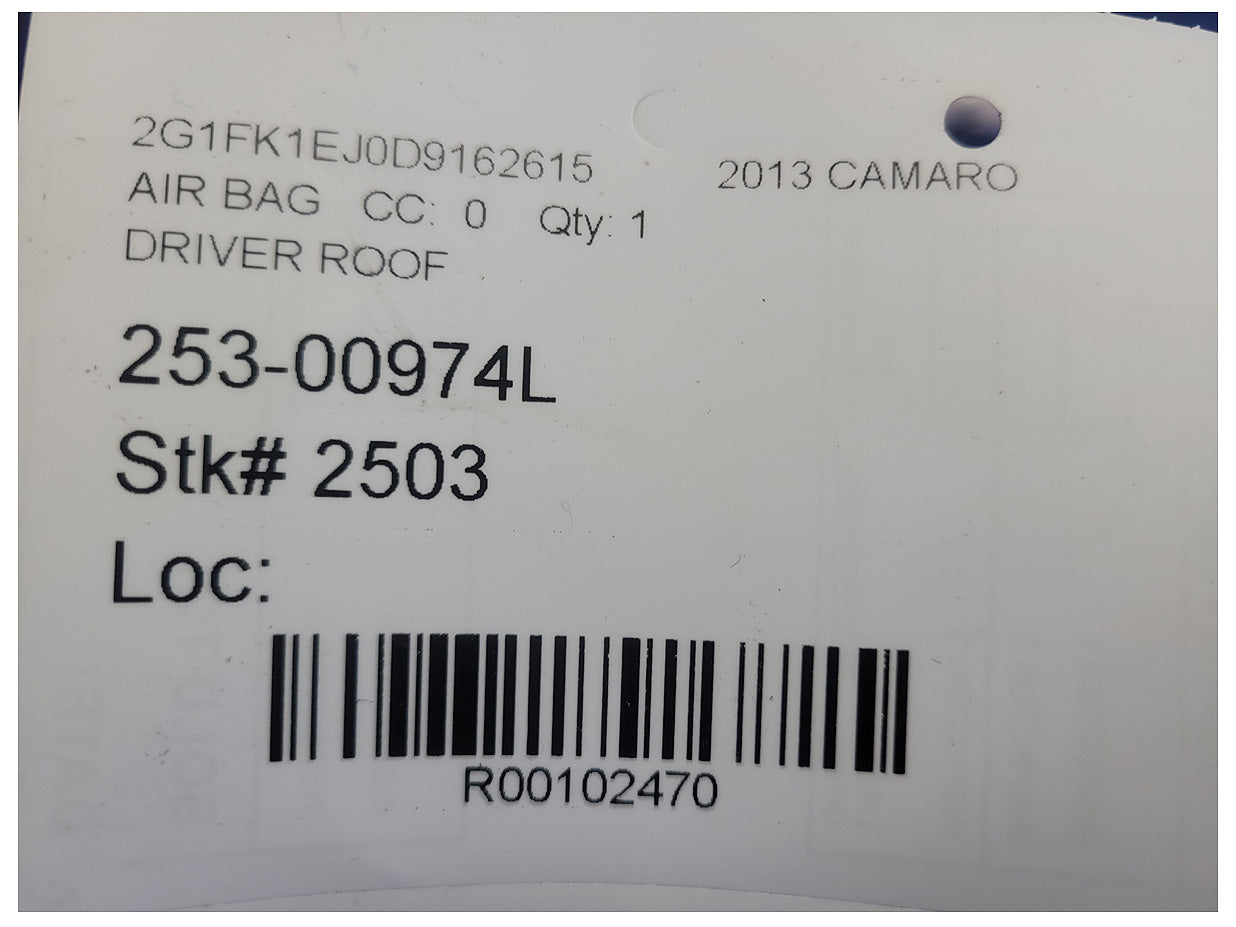 2G1FK1EJ0D9162615 2013 CAMARO
AIR BAG CC: 0 Qty: 1
DRIVER ROOF
253-00974L
Stk# 2503
Loc:
R00102470